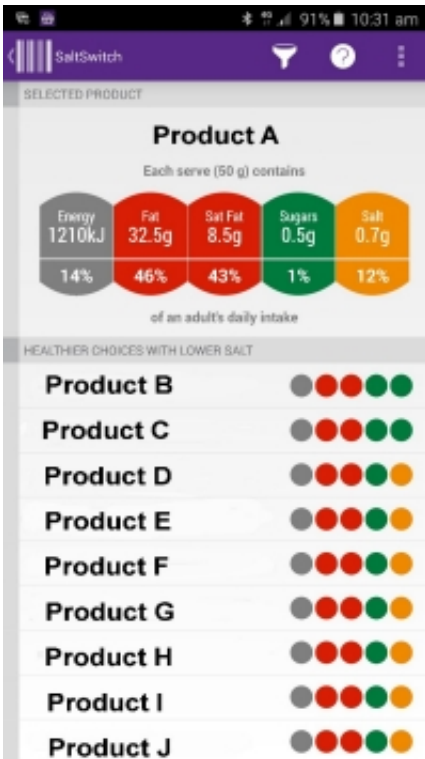 4G 91% 10:31 am
SaltSwitch
?
SELECTED PRODUCT
Product A
Each serve (50 g) contains
Energy Fat Sat Fat Sugars Salt
1210kJ 32.5g 8.5g 0.5g 0.7g
14% 46% 43% 1% 12%
of an adult's daily intake
HEALTHIER CHOICES WITH LOWER SALT
Product B
Product C
Product D
Product E
Product F
Product G
Product H
Product I
Product J